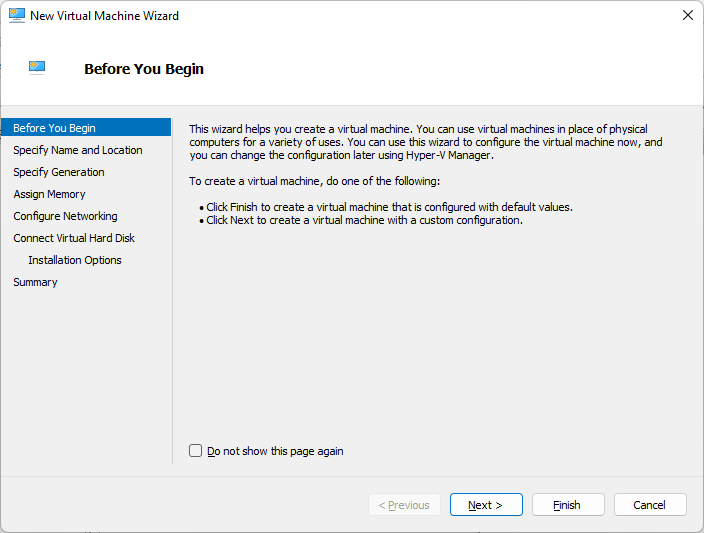 New Virtual Machine Wizard
Before You Begin
Before You Begin
Specify Name and Location
Specify Generation
Assign Memory
Configure Networking
Connect Virtual Hard Disk
Installation Options
Summary
This wizard helps you create a virtual machine. You can use virtual machines in place of physical
computers for a variety of uses. You can use this wizard to configure the virtual machine now, and
you can change the configuration later using Hyper-V Manager.
To create a virtual machine, do one of the following:
• Click Finish to create a virtual machine that is configured with default values.
• Click Next to create a virtual machine with a custom configuration.
Do not show this page again
< Previous
Next >
Finish
Cancel